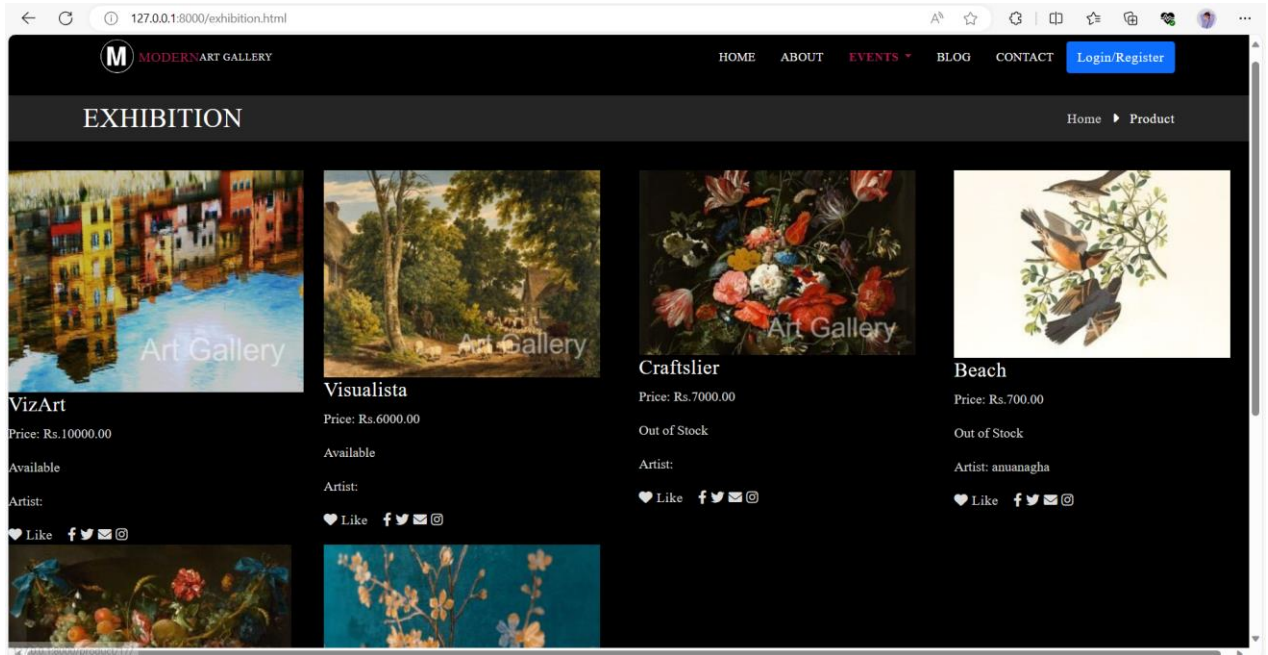 127.0.0.1:8000/exhibition.html
M MODERNART GALLERY
HOME ABOUT EVENTS BLOG CONTACT Login/Register
EXHIBITION
Home Product
Art Gallery
VizArt
Price: Rs.10000.00
Available
Artist:
Like
Art Gallery
Visualista
Price: Rs.6000.00
Available
Artist:
Like
Art Gallery
Craftslier
Price: Rs.7000.00
Out of Stock
Artist:
Like
Art
Beach
Price: Rs.700.00
Out of Stock
Artist: anuanagha
Like